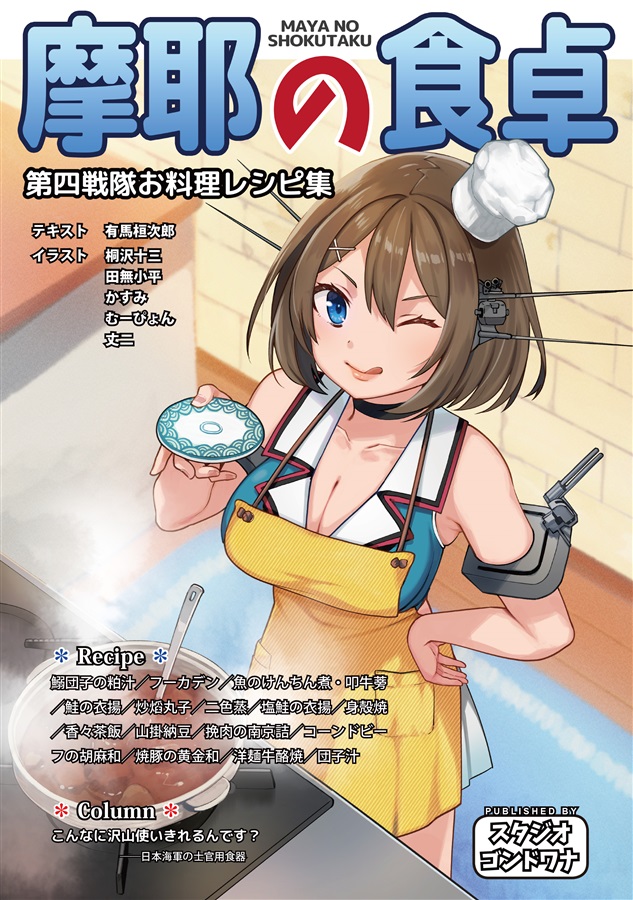 MAYA NO
SHOKUTAKU
摩耶の食卓
第四戦隊お料理レシピ集
テキスト 有馬桓次郎
イラスト 桐沢十三
田無小平
かすみ
むーぴょん
丈二
* Recipe *
鰯団子の粕汁／フーカデン／魚のけんちん煮・叩牛蒡
／鮭の衣揚／炒焔丸子／二色蒸／塩鮭の衣揚／身殻焼
／香々茶飯／山掛納豆／挽肉の南京詰／コーンドビー
フの胡麻和／焼豚の黄金和／洋麺牛酪焼／団子汁
* Column *
こんなに沢山使いきれるんです？
──日本海軍の士官用食器
PUBLISHED BY
スタジオ
ゴンドワナ